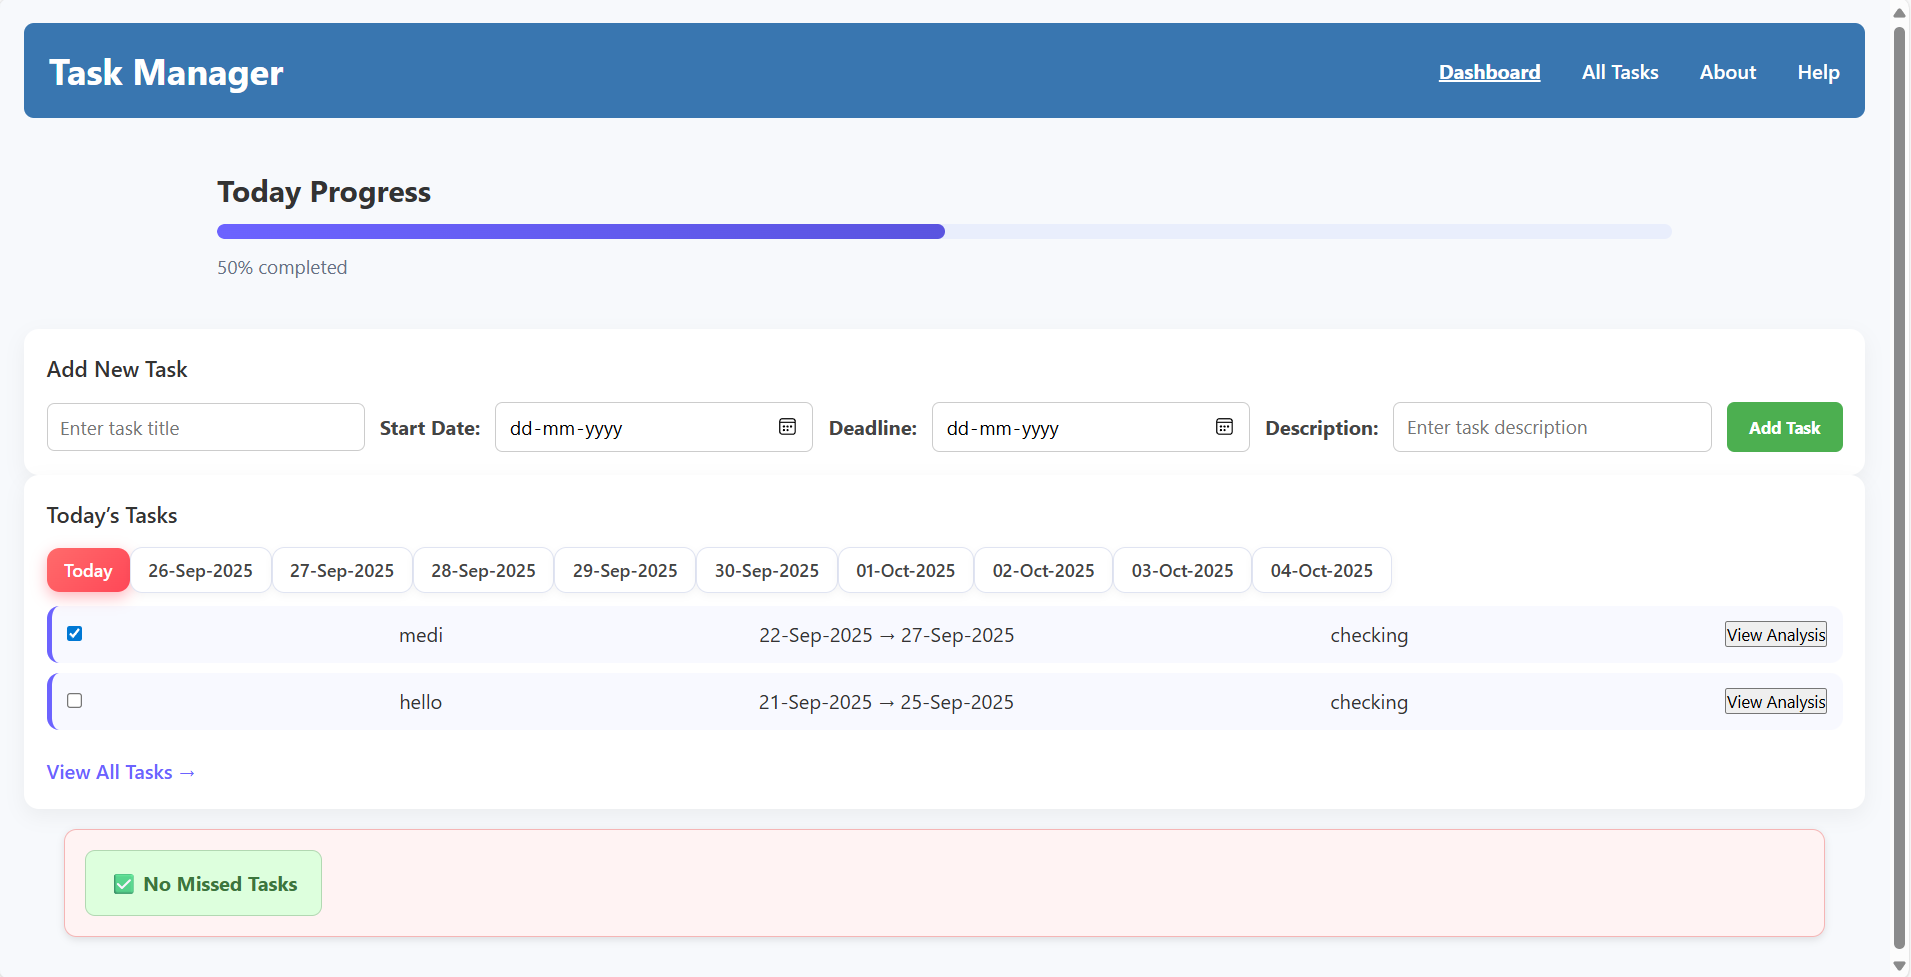 Task Manager
Dashboard All Tasks About Help
Today Progress
50% completed
Add New Task
Enter task title Start Date: dd-mm-yyyy Deadline: dd-mm-yyyy Description: Enter task description Add Task
Today’s Tasks
Today 26-Sep-2025 27-Sep-2025 28-Sep-2025 29-Sep-2025 30-Sep-2025 01-Oct-2025 02-Oct-2025 03-Oct-2025 04-Oct-2025
medi 22-Sep-2025 → 27-Sep-2025 checking View Analysis
hello 21-Sep-2025 → 25-Sep-2025 checking View Analysis
View All Tasks →
✅ No Missed Tasks